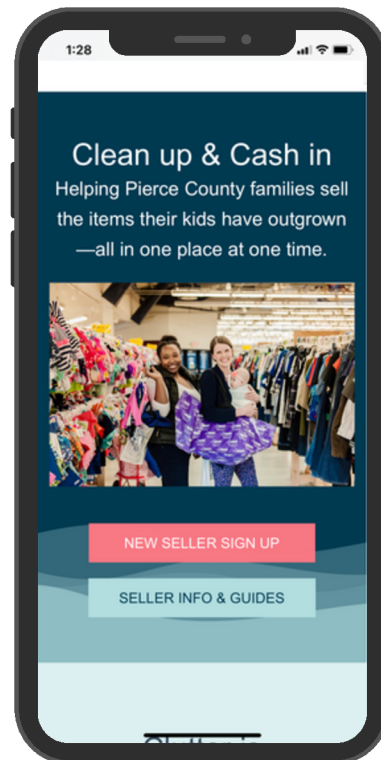 1:28
Clean up & Cash in
Helping Pierce County families sell
the items their kids have outgrown
—all in one place at one time.
NEW SELLER SIGN UP
SELLER INFO & GUIDES